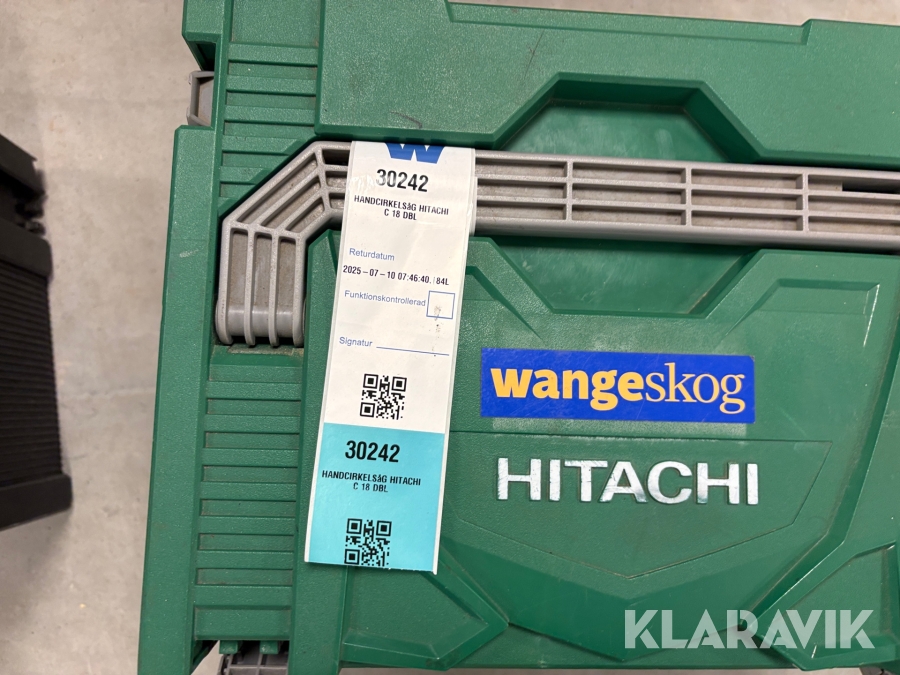 W
30242
HANDCIRKELSåG HITACHI
C 18 DBL
Returdatum
2025-07-10 07:46:40. 84L
Funktionskontrollerad
Signatur
30242
HANDCIRKELSåG HITACHI
C 18 DBL
wangeskog
HITACHI
KLARAVIK